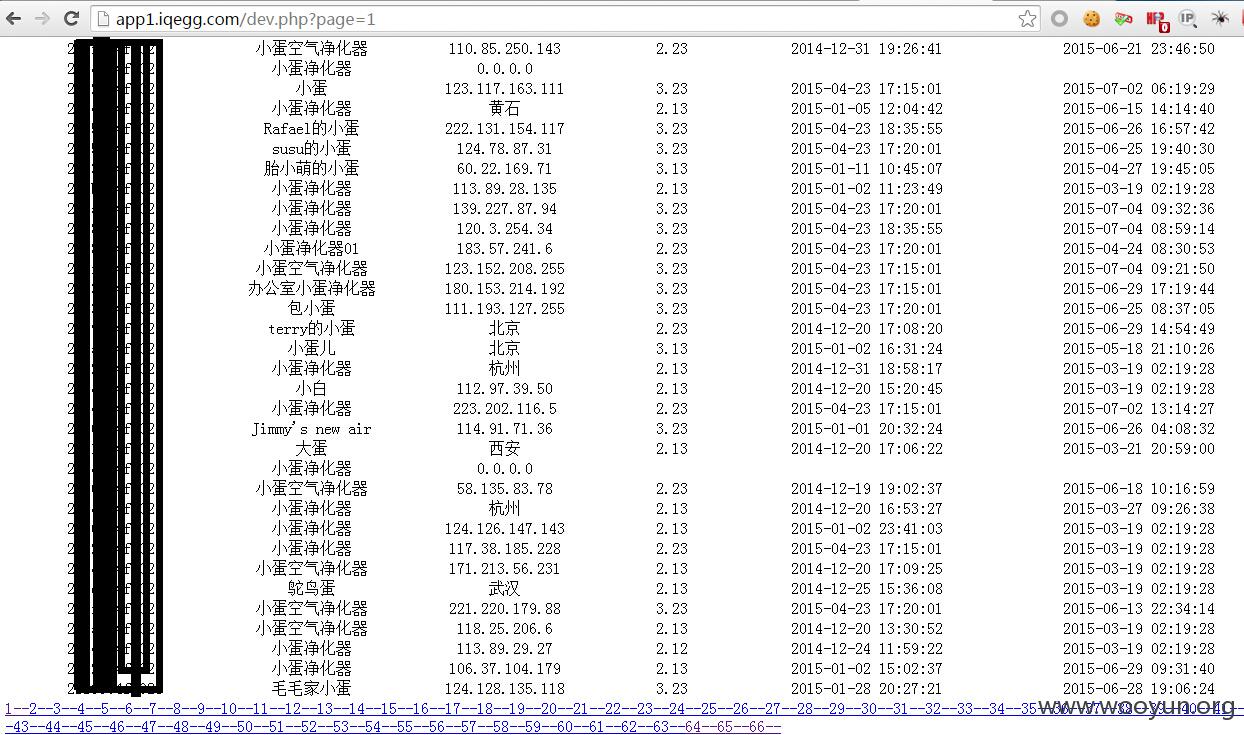 app1.iqegg.com/dev.php?page=1
小蛋空气净化器 110.85.250.143 2.23 2014-12-31 19:26:41 2015-06-21 23:46:50
小蛋净化器 0.0.0.0
小蛋 123.117.163.111 3.23 2015-04-23 17:15:01 2015-07-02 06:19:29
小蛋净化器 黄石 2.13 2015-01-05 12:04:42 2015-06-15 14:14:40
Rafael的小蛋 222.131.154.117 3.23 2015-04-23 18:35:55 2015-06-26 16:57:42
susu的小蛋 124.78.87.31 3.23 2015-04-23 17:20:01 2015-06-25 19:40:30
胎小萌的小蛋 60.22.169.71 3.13 2015-01-11 10:45:07 2015-04-27 19:45:05
小蛋净化器 113.89.28.135 2.13 2015-01-02 11:23:49 2015-03-19 02:19:28
小蛋净化器 139.227.87.94 3.23 2015-04-23 17:20:01 2015-07-04 09:32:36
小蛋净化器 120.3.254.34 3.23 2015-04-23 18:35:55 2015-07-04 08:59:14
小蛋净化器01 183.57.241.6 2.23 2015-04-23 17:20:01 2015-04-24 08:30:53
小蛋空气净化器 123.152.208.255 3.23 2015-04-23 17:15:01 2015-07-04 09:21:50
办公室小蛋净化器 180.153.214.192 3.23 2015-04-23 17:15:01 2015-06-29 17:19:44
包小蛋 111.193.127.255 3.23 2015-04-23 17:20:01 2015-06-25 08:37:05
terry的小蛋 北京 2.23 2014-12-20 17:08:20 2015-06-29 14:54:49
小蛋儿 北京 3.13 2015-01-02 16:31:24 2015-05-18 21:10:26
小蛋净化器 杭州 2.13 2014-12-31 18:58:17 2015-03-19 02:19:28
小白 112.97.39.50 2.13 2014-12-20 15:20:45 2015-03-19 02:19:28
小蛋净化器 223.202.116.5 2.23 2015-04-23 17:15:01 2015-07-02 13:14:27
Jimmy's new air 114.91.71.36 3.23 2015-01-01 20:32:24 2015-06-26 04:08:32
大蛋 西安 2.13 2014-12-20 17:06:22 2015-03-21 20:59:00
小蛋净化器 0.0.0.0
小蛋空气净化器 58.135.83.78 2.23 2014-12-19 19:02:37 2015-06-18 10:16:59
小蛋净化器 杭州 2.13 2014-12-20 16:53:27 2015-03-27 09:26:38
小蛋净化器 124.126.147.143 2.13 2015-01-02 23:41:03 2015-03-19 02:19:28
小蛋净化器 117.38.185.228 2.13 2015-04-23 17:15:01 2015-03-19 02:19:28
小蛋空气净化器 171.213.56.231 2.13 2014-12-20 17:09:25 2015-03-19 02:19:28
鸵鸟蛋 武汉 2.13 2014-12-25 15:36:08 2015-03-19 02:19:28
小蛋空气净化器 221.220.179.88 3.23 2015-04-23 17:20:01 2015-06-13 22:34:14
小蛋空气净化器 118.25.206.6 2.13 2014-12-20 13:30:52 2015-03-19 02:19:28
小蛋净化器 113.89.29.27 2.12 2014-12-24 11:59:22 2015-03-19 02:19:28
小蛋净化器 106.37.104.179 2.13 2015-01-02 15:02:37 2015-06-29 09:31:40
毛毛家小蛋 124.128.135.118 3.23 2015-01-28 20:27:21 2015-06-28 19:06:24
1--2--3--4--5--6--7--8--9--10--11--12--13--14--15--16--17--18--19--20--21--22--23--24--25--26--27--28--29--30--31--32--33--34--35--36--37--38--39--40--41--
-43--44--45--46--47--48--49--50--51--52--53--54--55--56--57--58--59--60--61--62--63--64--65--66--
www.wooyun.org